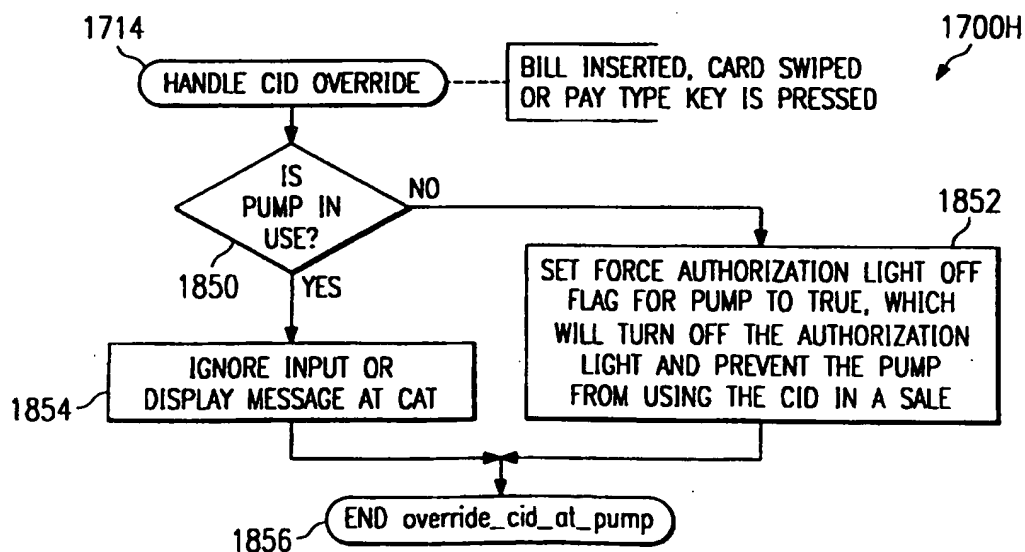 1714
1700H
HANDLE CID OVERRIDE
BILL INSERTED, CARD SWIPED
OR PAY TYPE KEY IS PRESSED
IS
PUMP IN
USE?
NO
1850
YES
1852
SET FORCE AUTHORIZATION LIGHT OFF
FLAG FOR PUMP TO TRUE, WHICH
WILL TURN OFF THE AUTHORIZATION
LIGHT AND PREVENT THE PUMP
FROM USING THE CID IN A SALE
IGNORE INPUT OR
DISPLAY MESSAGE AT CAT
1854
END override_cid_at_pump
1856